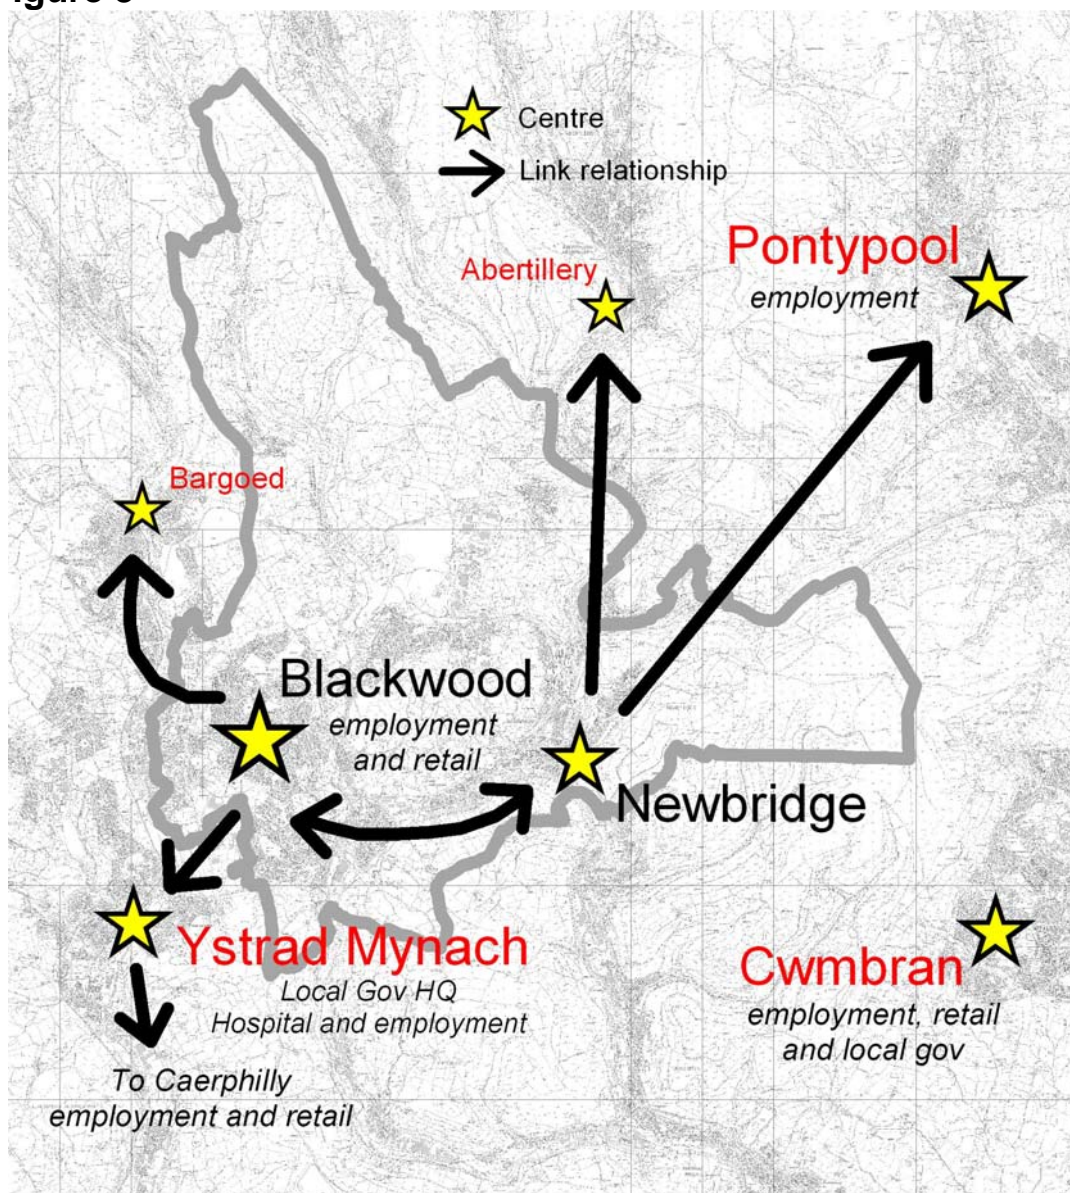 Centre
Link relationship
Pontypool
employment
Abertillery
Bargoed
Blackwood
employment
and retail
Newbridge
Ystrad Mynach
Local Gov HQ
Hospital and employment
Cwmbran
employment, retail
and local gov
To Caerphilly
employment and retail